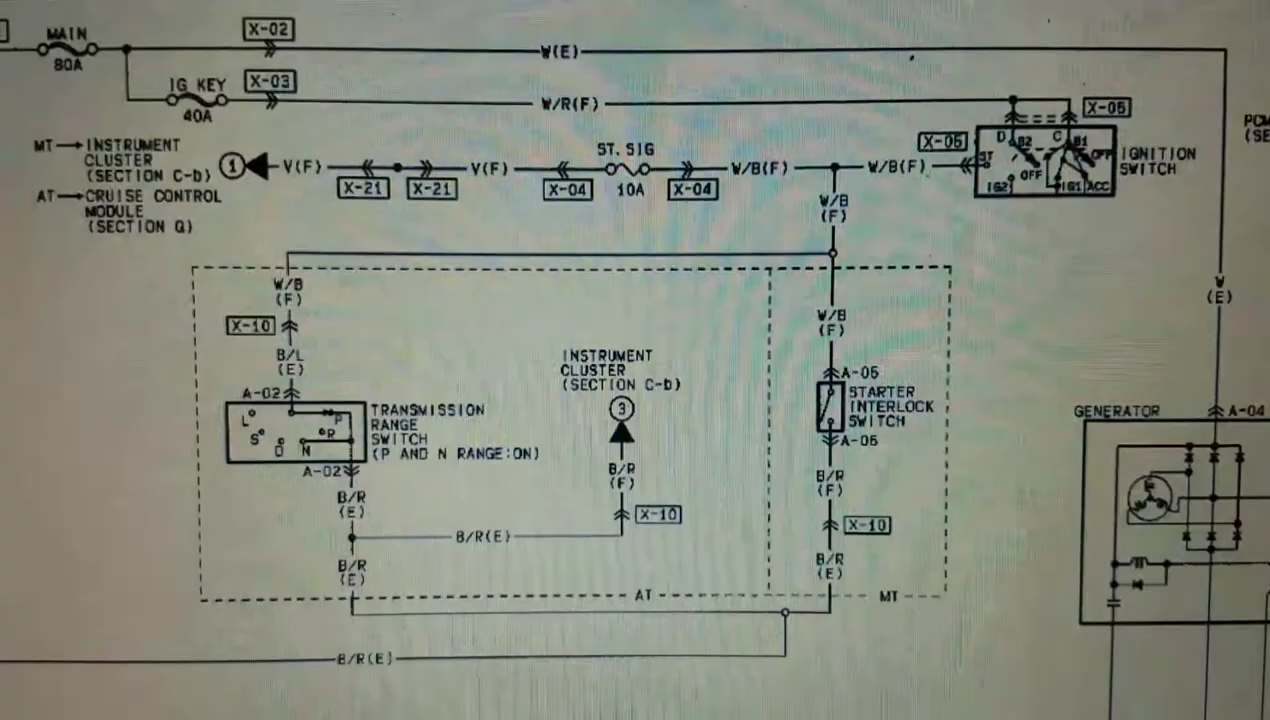 MAIN
80A
X-02
W(E)
IG KEY
40A
X-03
W/R(F)
X-05
MT→INSTRUMENT
CLUSTER
(SECTION C-b)
AT→CRUISE CONTROL
MODULE
(SECTION Q)
1
V(F)
X-21
X-21
V(F)
X-04
ST. SIG
10A
X-04
W/B(F)
W/B(F)
X-05
D
B2
C
B1
ST
OFF
OFF
IG2
IG1
ACC
IGNITION
SWITCH
PCM
W/B
(F)
W
(E)
W/B
(F)
X-10
B/L
(E)
A-02
L
S
D
N
R
P
TRANSMISSION
RANGE
SWITCH
(P AND N RANGE:ON)
A-02
B/R
(E)
B/R(E)
B/R
(E)
INSTRUMENT
CLUSTER
(SECTION C-b)
3
B/R
(F)
X-10
W/B
(F)
A-05
STARTER
INTERLOCK
SWITCH
A-05
B/R
(F)
X-10
B/R
(E)
AT
MT
B/R(E)
GENERATOR
A-04